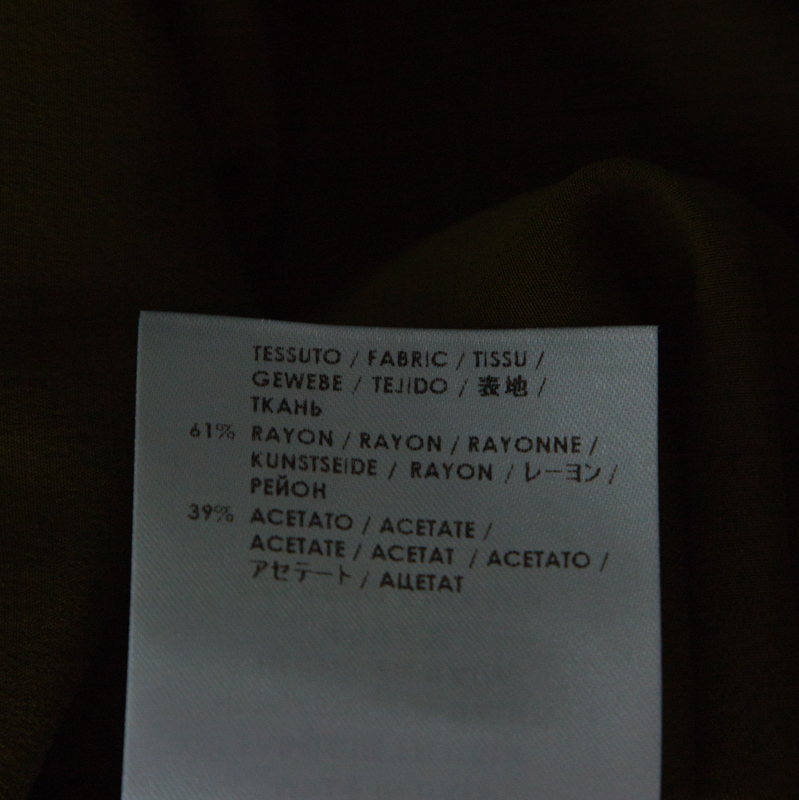 TESSUTO / FABRIC / TISSU /
GEWEBE / TEJIDO / 表地 /
ТКАНЬ
61% RAYON / RAYON / RAYONNE /
KUNSTSEIDE / RAYON / レーヨン /
РЕЙОН
39% ACETATO / ACETATE /
ACETATE / ACETAT / ACETATO /
アセテート / АЦЕТАТ